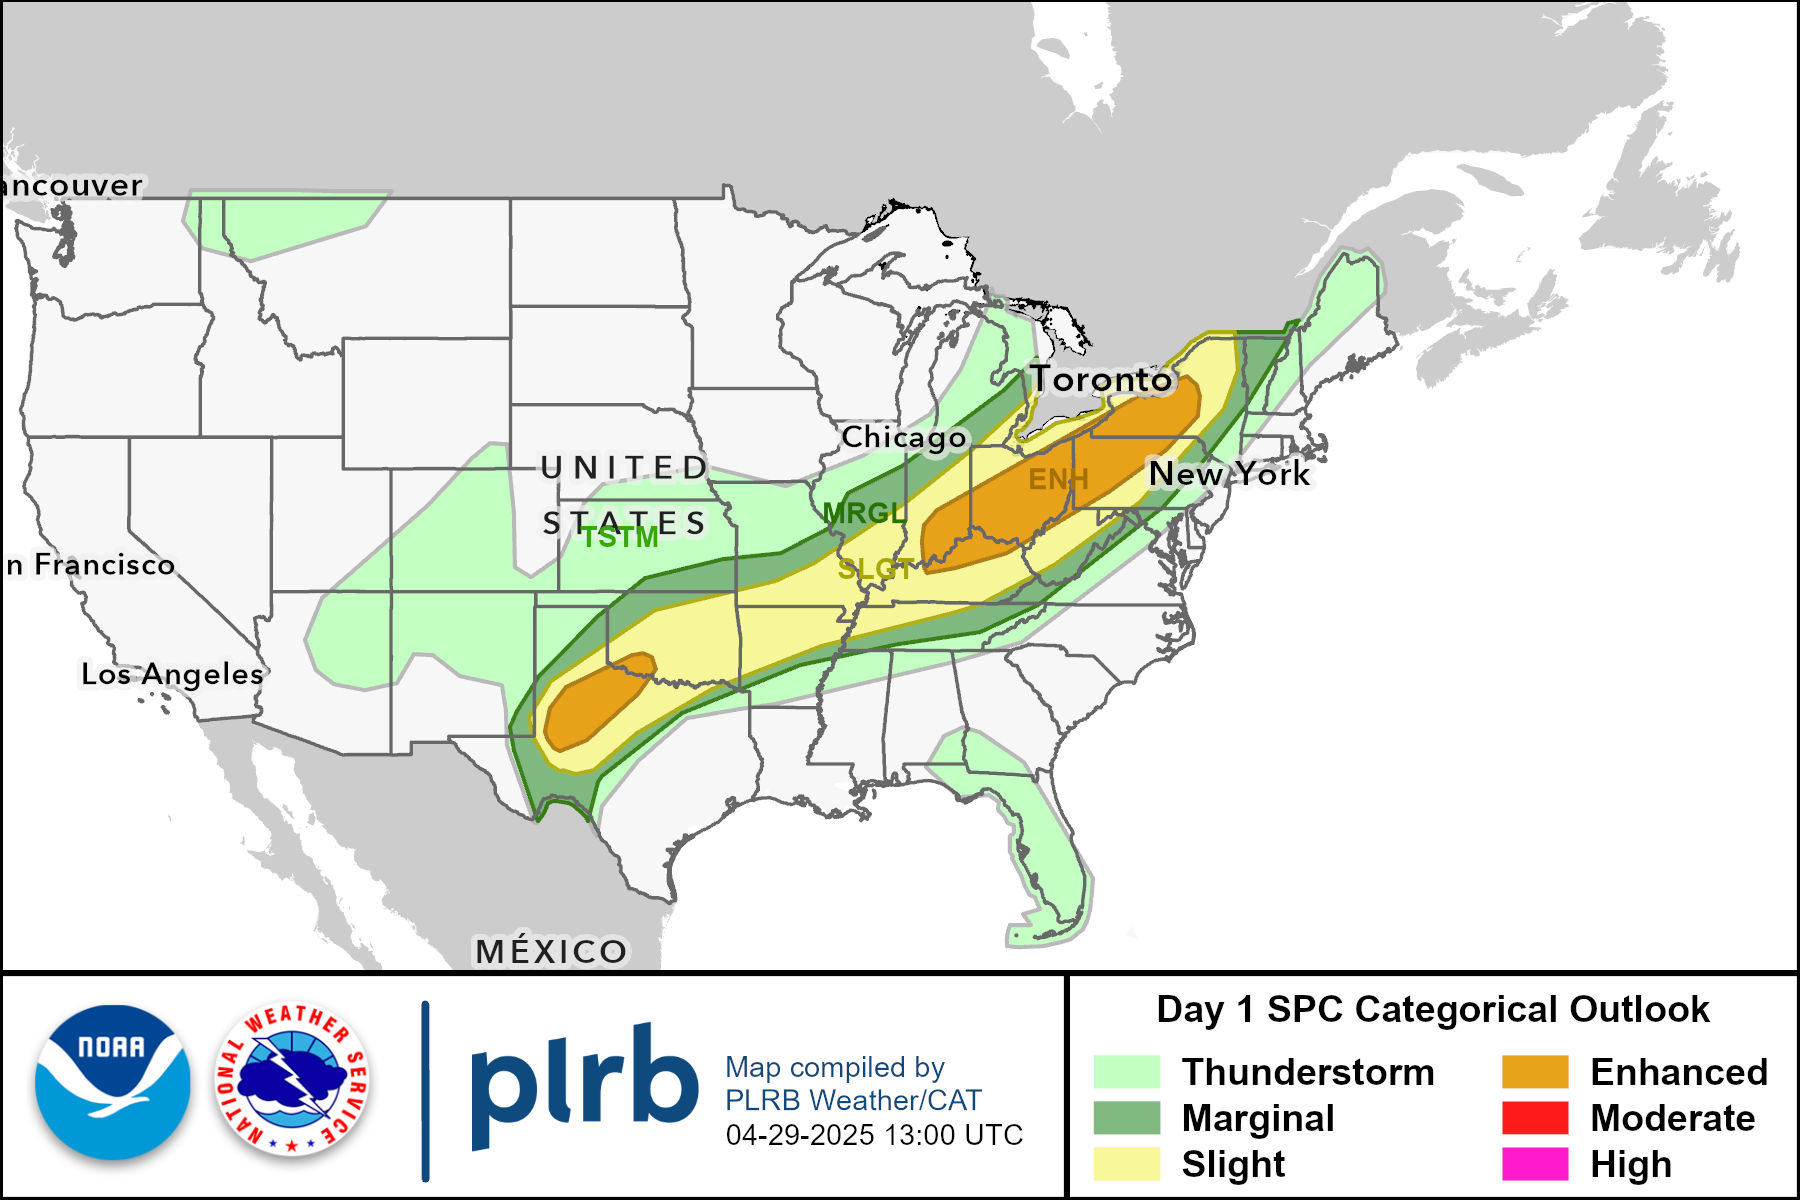 ancouver
Toronto
Chicago
UNITED
ENH
New York
MRGL
STATES
TSTM
n Francisco
SLGT
Los Angeles
MÉXICO
NOAA
NATIONAL WEATHER SERVICE
plrb
Map compiled by
PLRB Weather/CAT
04-29-2025 13:00 UTC
Day 1 SPC Categorical Outlook
Thunderstorm
Marginal
Slight
Enhanced
Moderate
High